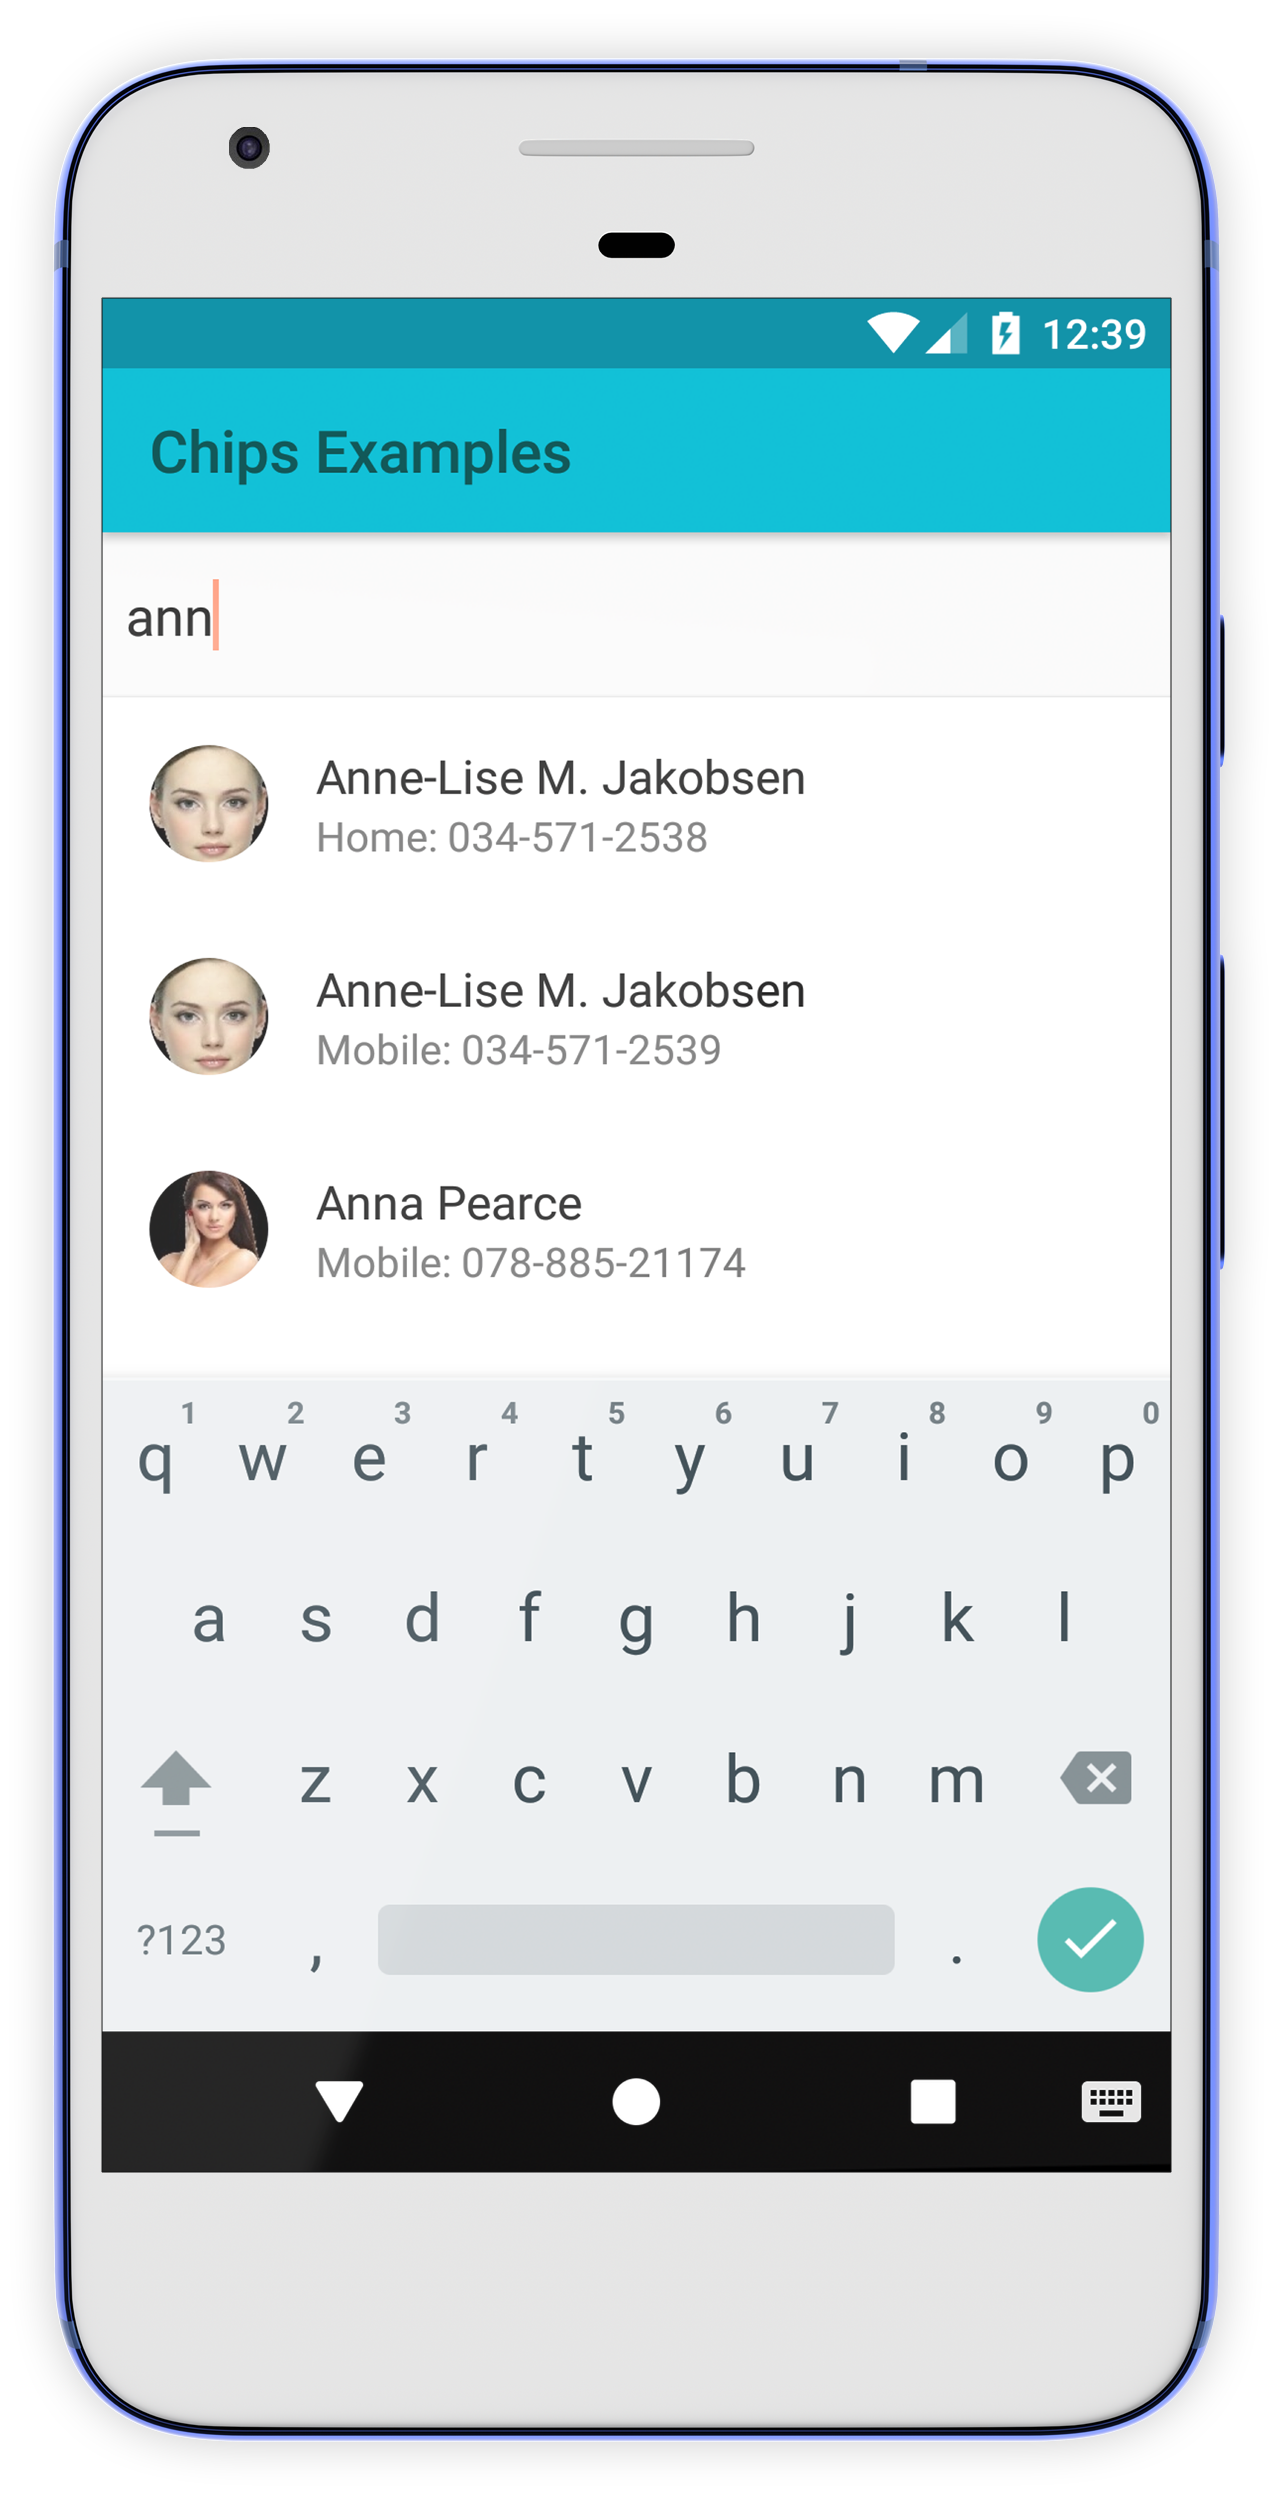 12:39
Chips Examples
ann
Anne-Lise M. Jakobsen
Home: 034-571-2538
Anne-Lise M. Jakobsen
Mobile: 034-571-2539
Anna Pearce
Mobile: 078-885-21174
1 2 3 4 5 6 7 8 9 0
q w e r t y u i o p
a s d f g h j k l
z x c v b n m
?123 , .